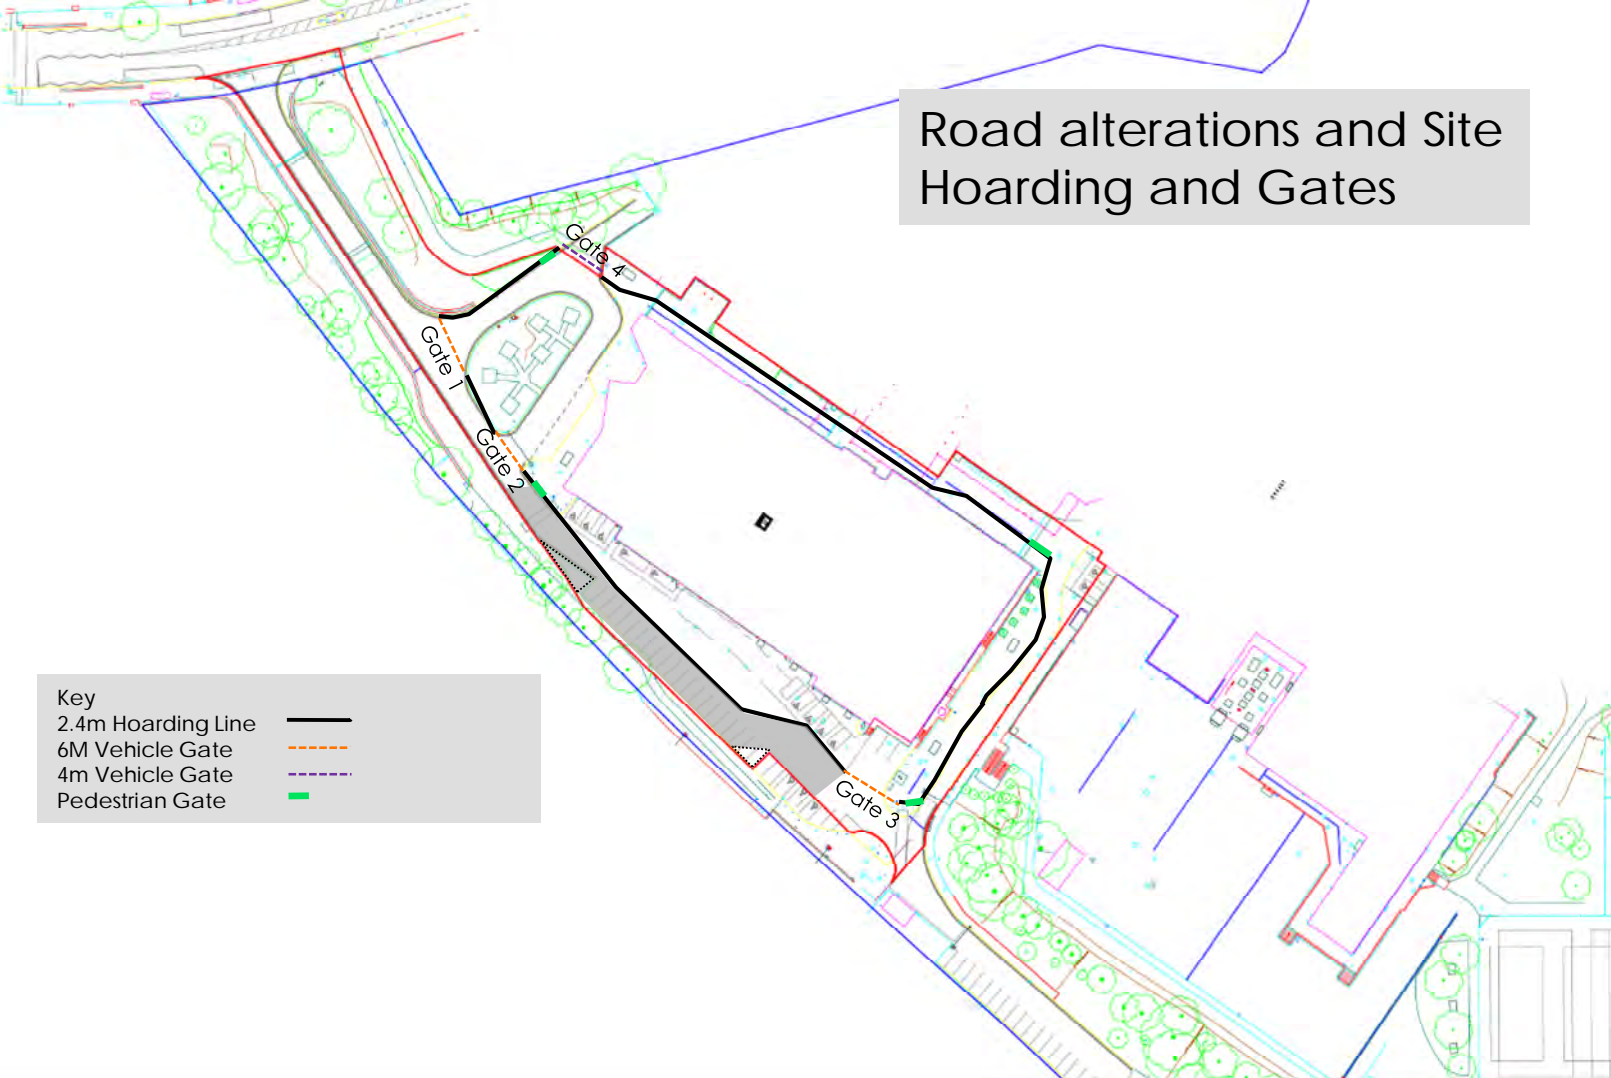 Road alterations and Site
Hoarding and Gates
Gate 4
Gate 1
Gate 2
Gate 3
Key
2.4m Hoarding Line
6M Vehicle Gate
4m Vehicle Gate
Pedestrian Gate